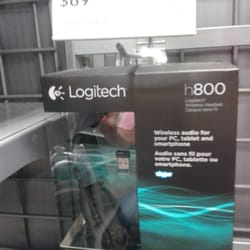 $89
Logitech
h800
Logitech®
Wireless Headset
Casque sans fil
Wireless audio for
your PC, tablet and
smartphone
Audio sans fil pour
votre PC, tablette ou
smartphone
skype